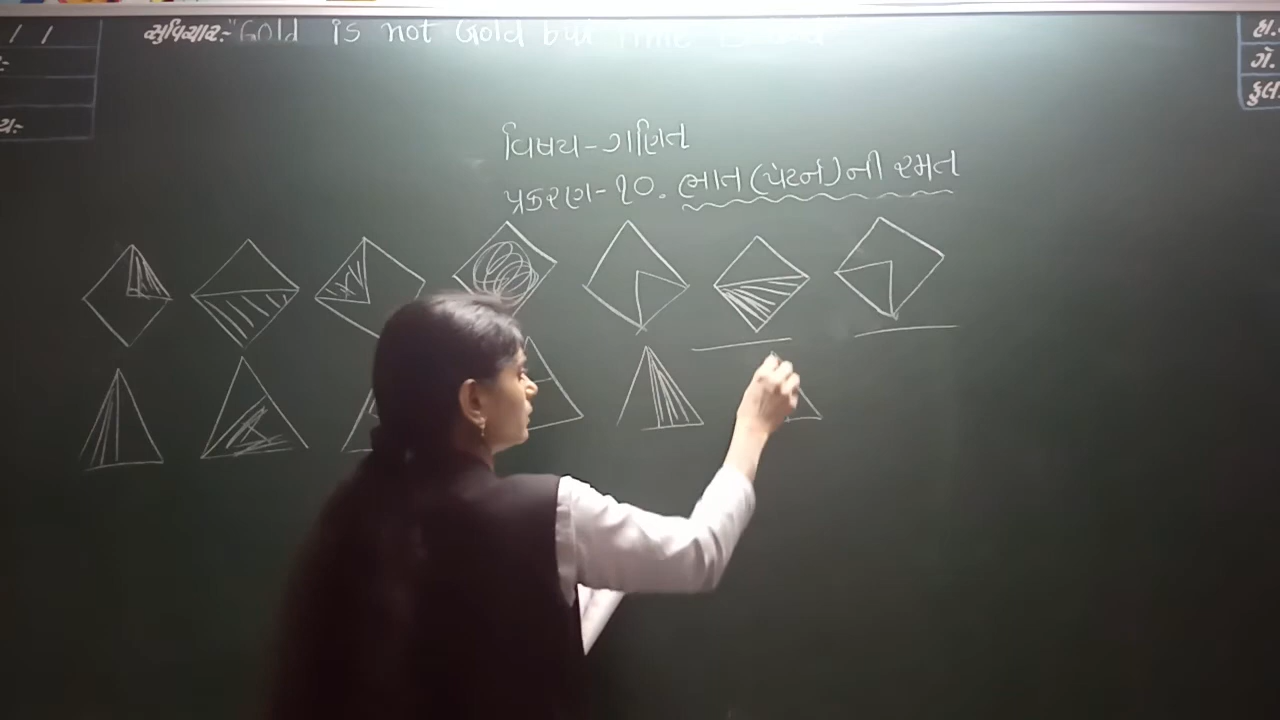 સુવિચાર:- "Gold is not Gold but Time is Gold
હા.
ગે.
કુલ
ય:-
વિષય - ગણિત
પ્રકરણ - ૧૦. ભાત (પેટર્ન) ની રમત